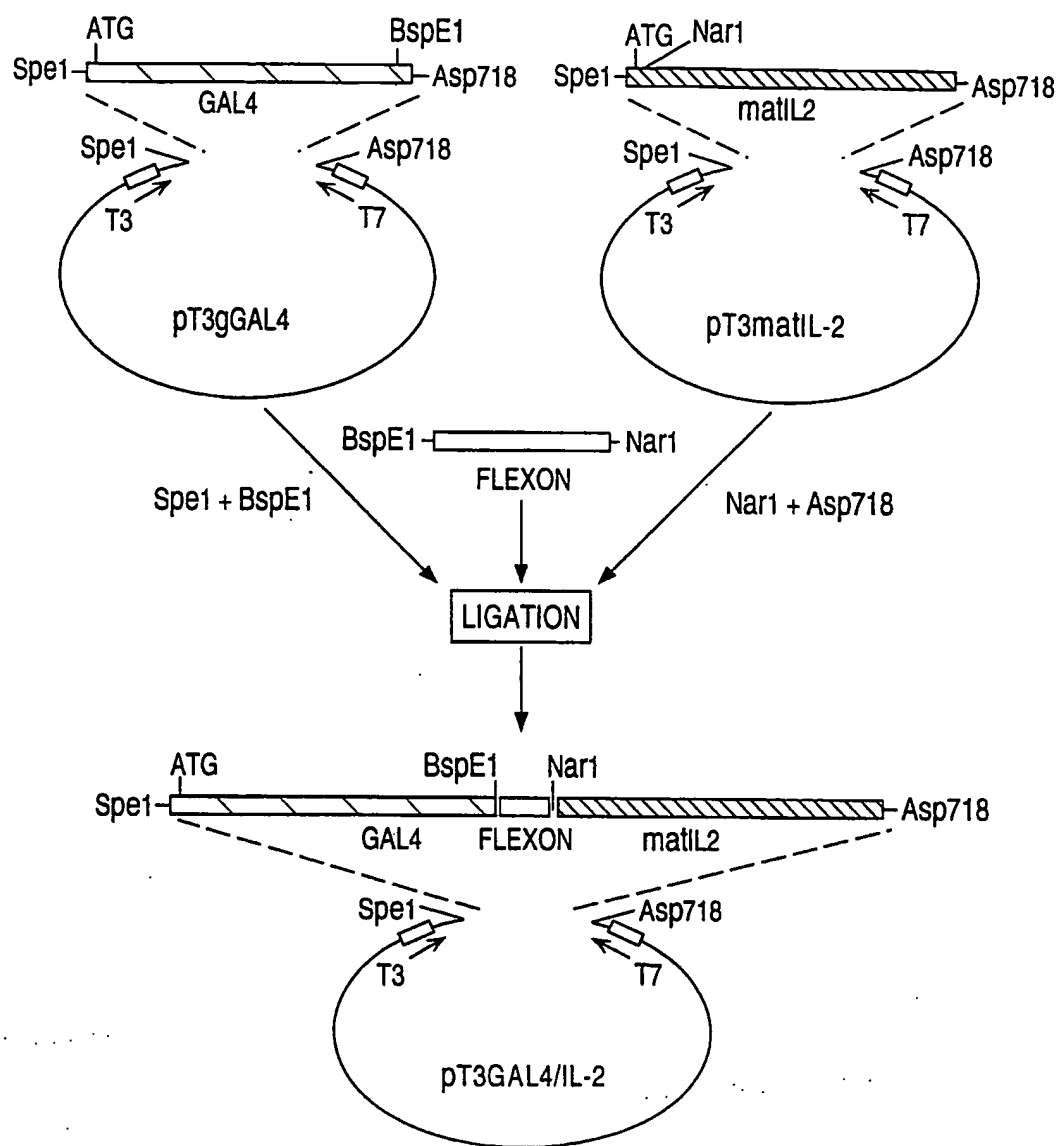 ATG
BspE1
Spe1
Asp718
GAL4
Spe1
Asp718
T3
T7
pT3gGAL4
ATG
Nar1
Spe1
Asp718
matIL2
Spe1
Asp718
T3
T7
pT3matIL-2
BspE1
Nar1
FLEXON
Spe1 + BspE1
Nar1 + Asp718
LIGATION
ATG
BspE1
Nar1
Spe1
Asp718
GAL4
FLEXON
matIL2
Spe1
Asp718
T3
T7
pT3GAL4/IL-2